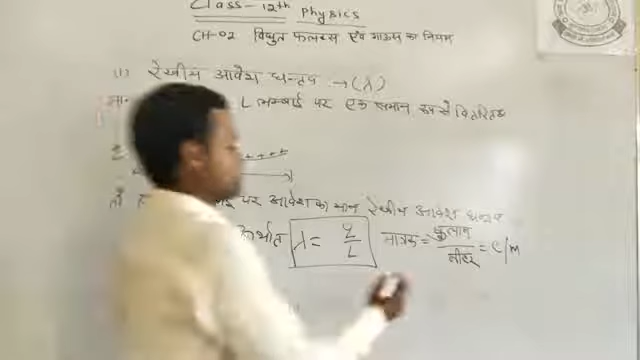 Class - 12th Physics
CH-02 विधुत फलक्स एवं गाउस का नियम
(1) रेखीय आवेश घनत्व → (λ)
L लम्बाई पर एक समान रूप से वितरित
+ + +
पर आवेश का मान रेखीय आवेश घनत्व
अर्थात λ = q/L मात्रक = कुलाम/मीटर = C/M